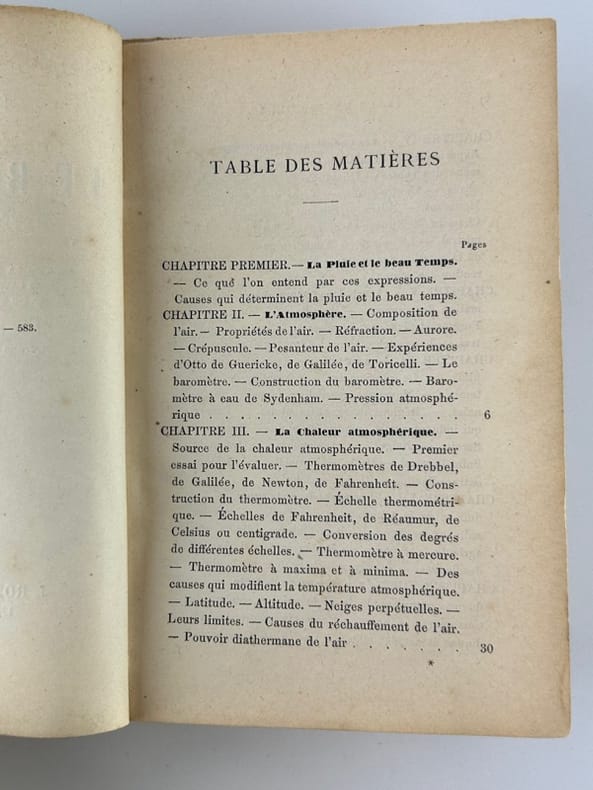 — 583.
TABLE DES MATIÈRES
Pages
CHAPITRE PREMIER. — La Pluie et le beau Temps.
— Ce que l'on entend par ces expressions. —
Causes qui déterminent la pluie et le beau temps.
CHAPITRE II. — L'Atmosphère. — Composition de
l'air. — Propriétés de l'air. — Réfraction. — Aurore.
— Crépuscule. — Pesanteur de l'air. — Expériences
d'Otto de Guericke, de Galilée, de Toricelli. — Le
baromètre. — Construction du baromètre. — Baro-
mètre à eau de Sydenham. — Pression atmosphé-
rique . . . . . . . . . . . . . . . . 6
CHAPITRE III. — La Chaleur atmosphérique. —
Source de la chaleur atmosphérique. — Premier
essai pour l'évaluer. — Thermomètres de Drebbel,
de Galilée, de Newton, de Fahrenheit. — Cons-
truction du thermomètre. — Échelle thermométri-
que. — Échelles de Fahrenheit, de Réaumur, de
Celsius ou centigrade. — Conversion des degrés
de différentes échelles. — Thermomètre à mercure.
— Thermomètre à maxima et à minima. — Des
causes qui modifient la température atmosphérique.
— Latitude. — Altitude. — Neiges perpétuelles. —
Leurs limites. — Causes du réchauffement de l'air.
— Pouvoir diathermane de l'air . . . . . . 30